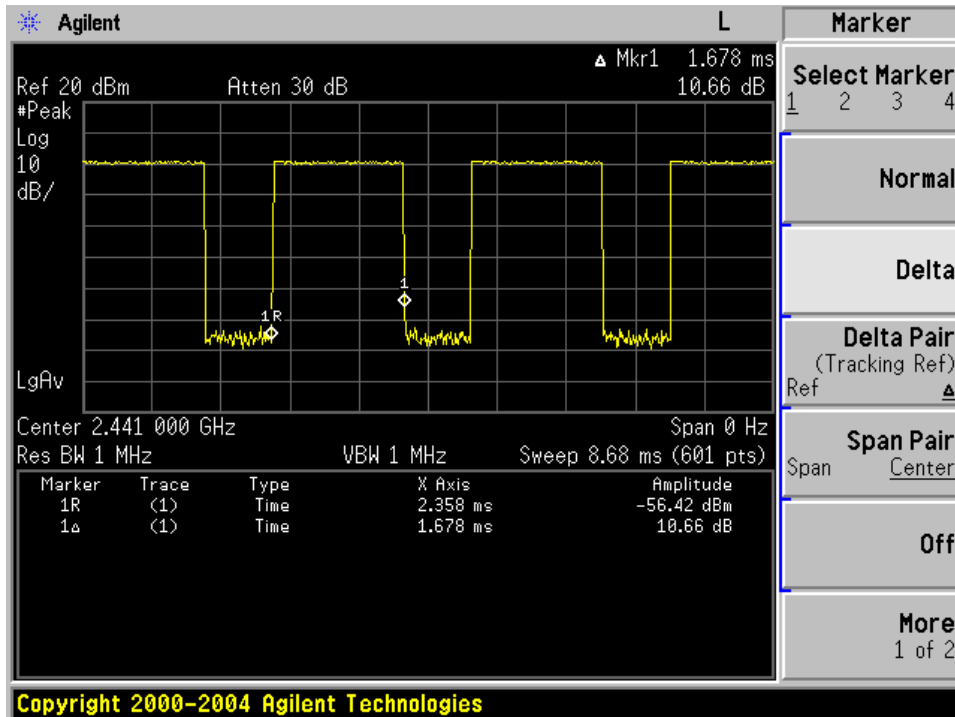 Agilent L Marker
▵ Mkr1 1.678 ms
Ref 20 dBm Atten 30 dB 10.66 dB
#Peak
Log
10
dB/
1R
1
LgAv
Center 2.441 000 GHz Span 0 Hz
Res BW 1 MHz VBW 1 MHz Sweep 8.68 ms (601 pts)
Marker Trace Type X Axis Amplitude
1R (1) Time 2.358 ms -56.42 dBm
1▵ (1) Time 1.678 ms 10.66 dB
Select Marker
1 2 3 4
Normal
Delta
Delta Pair
(Tracking Ref)
Ref ▵
Span Pair
Span Center
Off
More
1 of 2
Copyright 2000-2004 Agilent Technologies